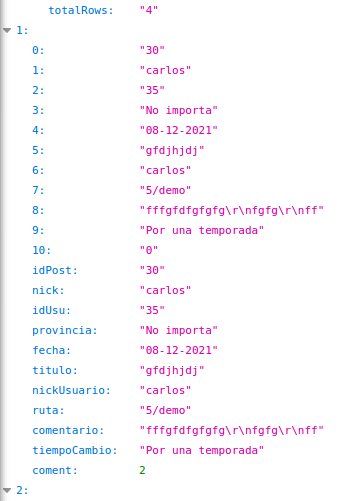 totalRows: "4"
1:
0: "30"
1: "carlos"
2: "35"
3: "No importa"
4: "08-12-2021"
5: "gfdjhjdj"
6: "carlos"
7: "5/demo"
8: "fffgfdfgfgfg\r\nfgfg\r\nff"
9: "Por una temporada"
10: "0"
idPost: "30"
nick: "carlos"
idUsu: "35"
provincia: "No importa"
fecha: "08-12-2021"
titulo: "gfdjhjdj"
nickUsuario: "carlos"
ruta: "5/demo"
comentario: "fffgfdfgfgfg\r\nfgfg\r\nff"
tiempoCambio: "Por una temporada"
coment: 2
2: